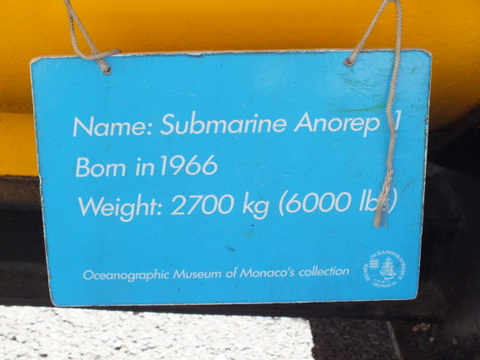 Name: Submarine Anorep 1
Born in 1966
Weight: 2700 kg (6000 lbs)
Oceanographic Museum of Monaco's collection